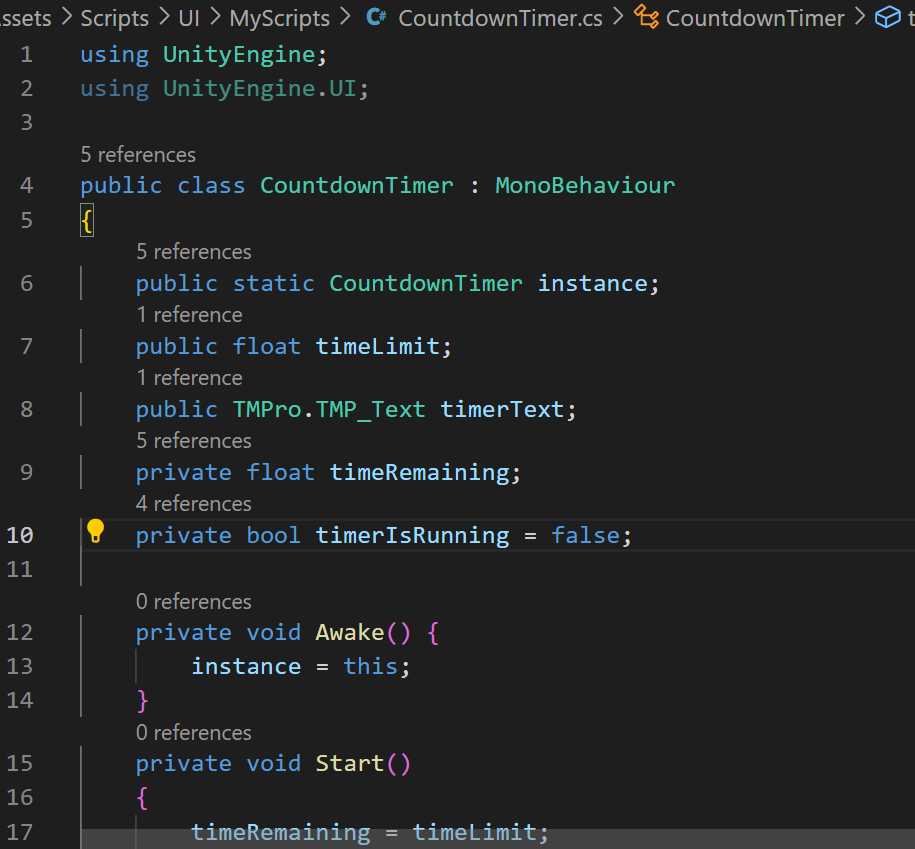 ssets > Scripts > UI > MyScripts > C# CountdownTimer.cs > CountdownTimer > t
1 using UnityEngine;
2 using UnityEngine.UI;
3
5 references
4 public class CountdownTimer : MonoBehaviour
5 {
5 references
6 public static CountdownTimer instance;
1 reference
7 public float timeLimit;
1 reference
8 public TMPro.TMP_Text timerText;
5 references
9 private float timeRemaining;
4 references
10 private bool timerIsRunning = false;
11
0 references
12 private void Awake() {
13 instance = this;
14 }
0 references
15 private void Start()
16 {
17 timeRemaining = timeLimit;